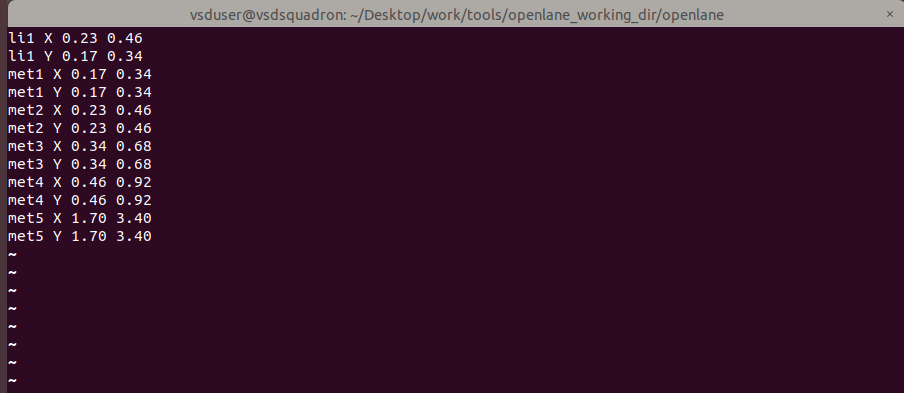 vsduser@vsdsquadron: ~/Desktop/work/tools/openlane_working_dir/openlane ×
li1 X 0.23 0.46
li1 Y 0.17 0.34
met1 X 0.17 0.34
met1 Y 0.17 0.34
met2 X 0.23 0.46
met2 Y 0.23 0.46
met3 X 0.34 0.68
met3 Y 0.34 0.68
met4 X 0.46 0.92
met4 Y 0.46 0.92
met5 X 1.70 3.40
met5 Y 1.70 3.40
~
~
~
~
~
~
~
~